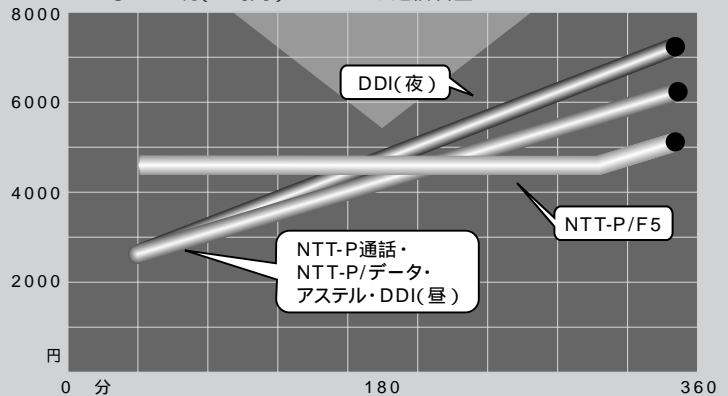 8000
DDI(夜)
6000
4000
NTT-P/F5
NTT-P通話・
NTT-P/データ・
アステル・DDI(昼)
2000
円
0 分 180 360